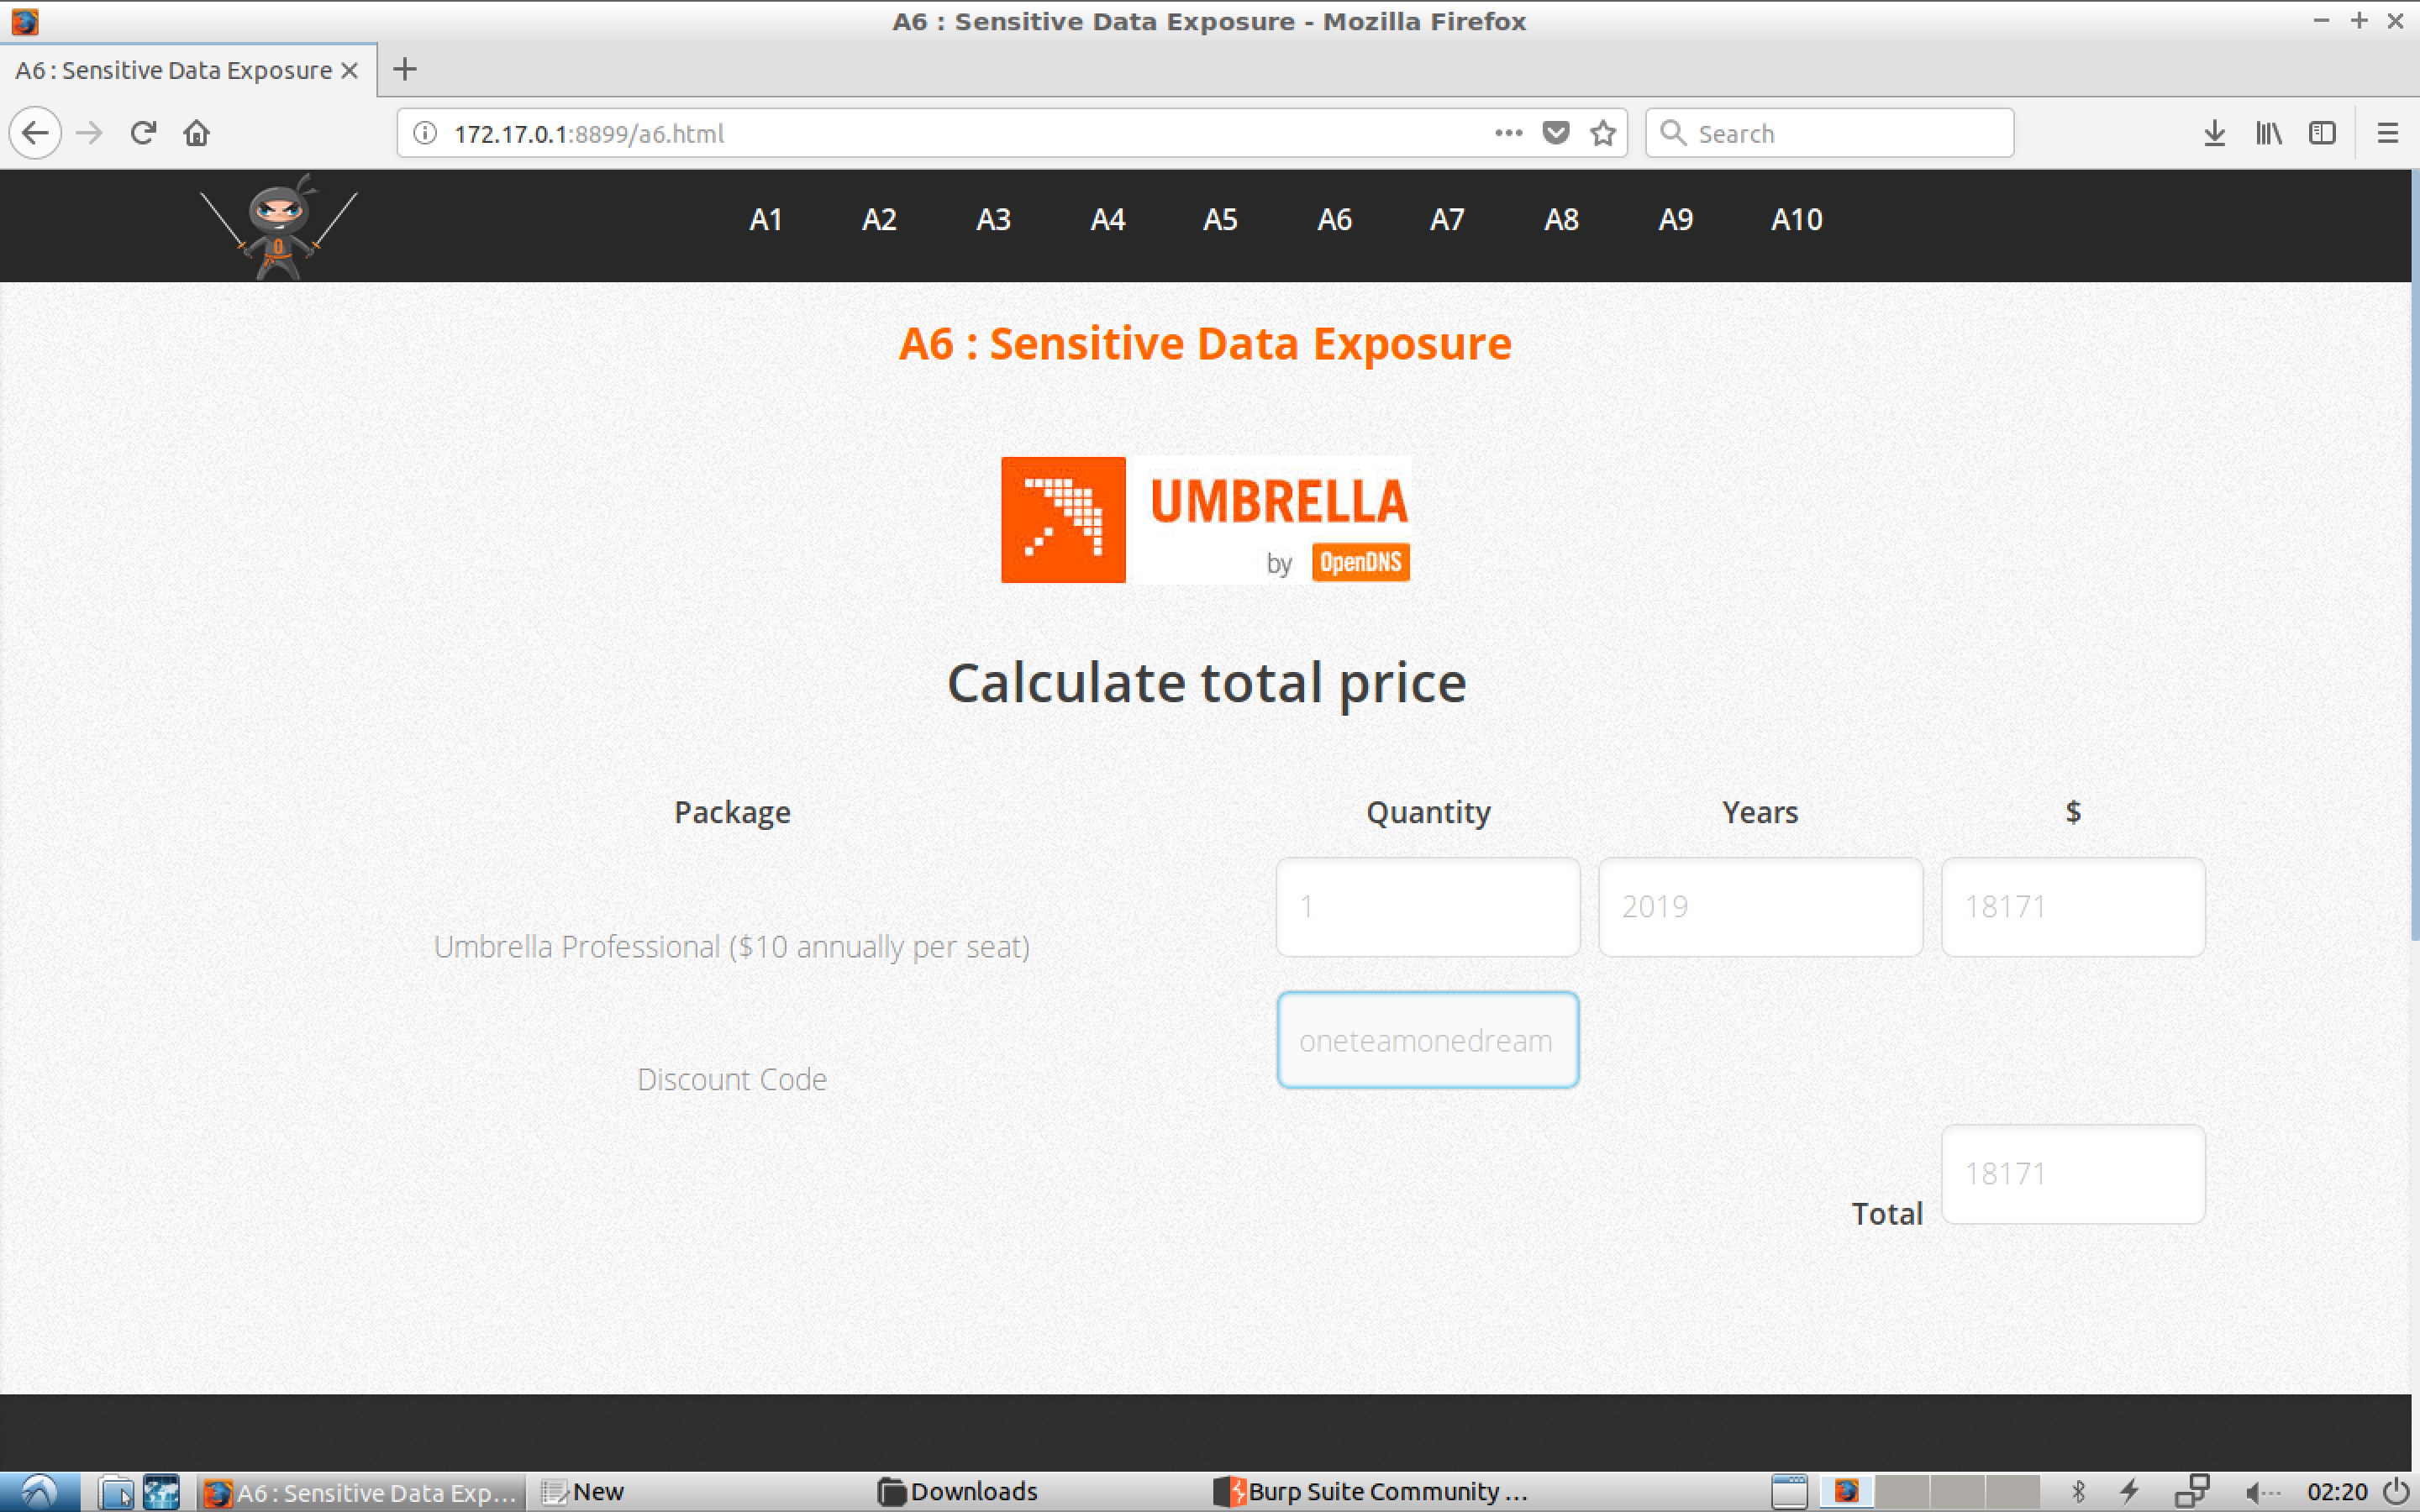 A6 : Sensitive Data Exposure - Mozilla Firefox
A6 : Sensitive Data Exposure
172.17.0.1:8899/a6.html
Search
A1 A2 A3 A4 A5 A6 A7 A8 A9 A10
A6 : Sensitive Data Exposure
UMBRELLA
by OpenDNS
Calculate total price
Package Quantity Years $
1 2019 18171
Umbrella Professional ($10 annually per seat)
oneteamonedream
Discount Code
18171
Total
A6 : Sensitive Data Exp... New Downloads Burp Suite Community ... 02:20